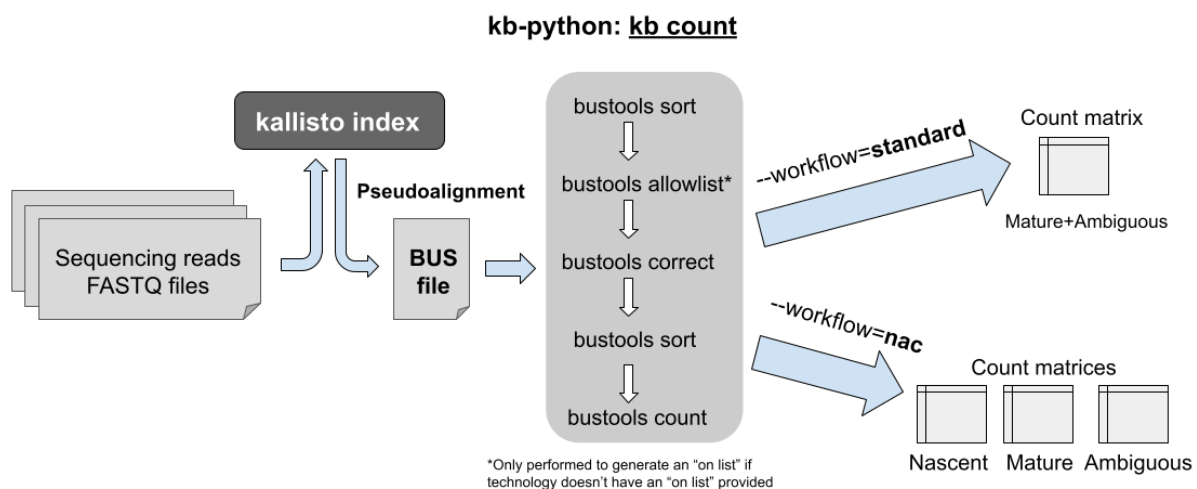 kb-python: kb count
kallisto index
Pseudoalignment
Sequencing reads
FASTQ files
BUS
file
bustools sort
bustools allowlist*
bustools correct
bustools sort
bustools count
*Only performed to generate an “on list” if
technology doesn’t have an “on list” provided
--workflow=standard
Count matrix
Mature+Ambiguous
--workflow=nac
Count matrices
Nascent Mature Ambiguous